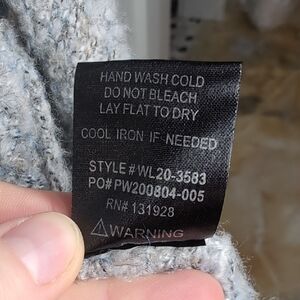 HAND WASH COLD
DO NOT BLEACH
LAY FLAT TO DRY
COOL IRON IF NEEDED
STYLE # WL20-3583
PO# PW200804-005
RN# 131928
⚠WARNING